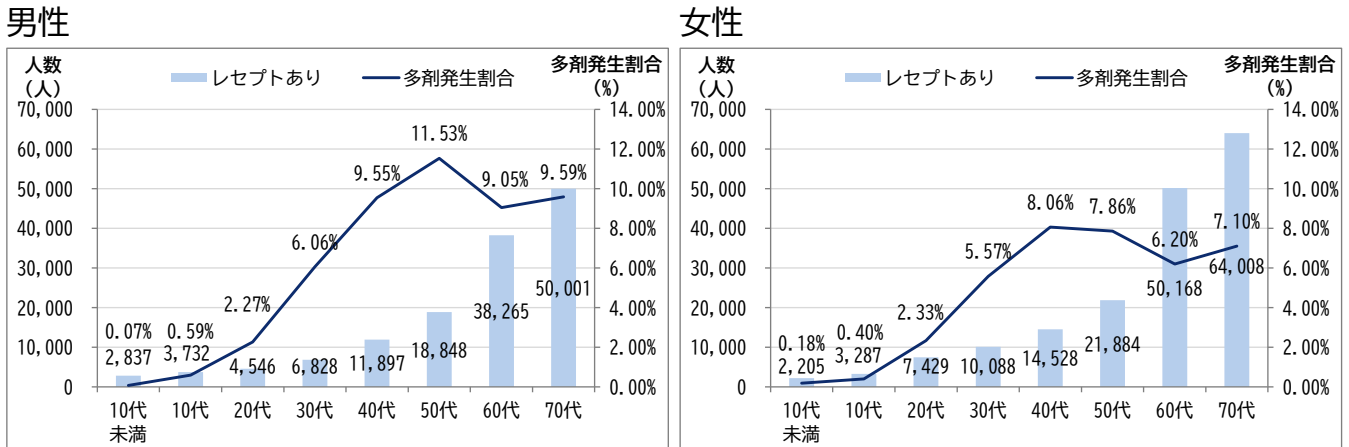 男性
人数
(人)
レセプトあり
多剤発生割合
多剤発生割合
(%)
70,000
60,000
50,000
40,000
30,000
20,000
10,000
0
14.00%
12.00%
10.00%
8.00%
6.00%
4.00%
2.00%
0.00%
0.07%
0.59%
2.27%
6.06%
9.55%
11.53%
9.05%
9.59%
2,837
3,732
4,546
6,828
11,897
18,848
38,265
50,001
10代
未満
10代
20代
30代
40代
50代
60代
70代
女性
人数
(人)
レセプトあり
多剤発生割合
多剤発生割合
(%)
70,000
60,000
50,000
40,000
30,000
20,000
10,000
0
14.00%
12.00%
10.00%
8.00%
6.00%
4.00%
2.00%
0.00%
0.18%
0.40%
2.33%
5.57%
8.06%
7.86%
6.20%
7.10%
2,205
3,287
7,429
10,088
14,528
21,884
50,168
64,008
10代
未満
10代
20代
30代
40代
50代
60代
70代